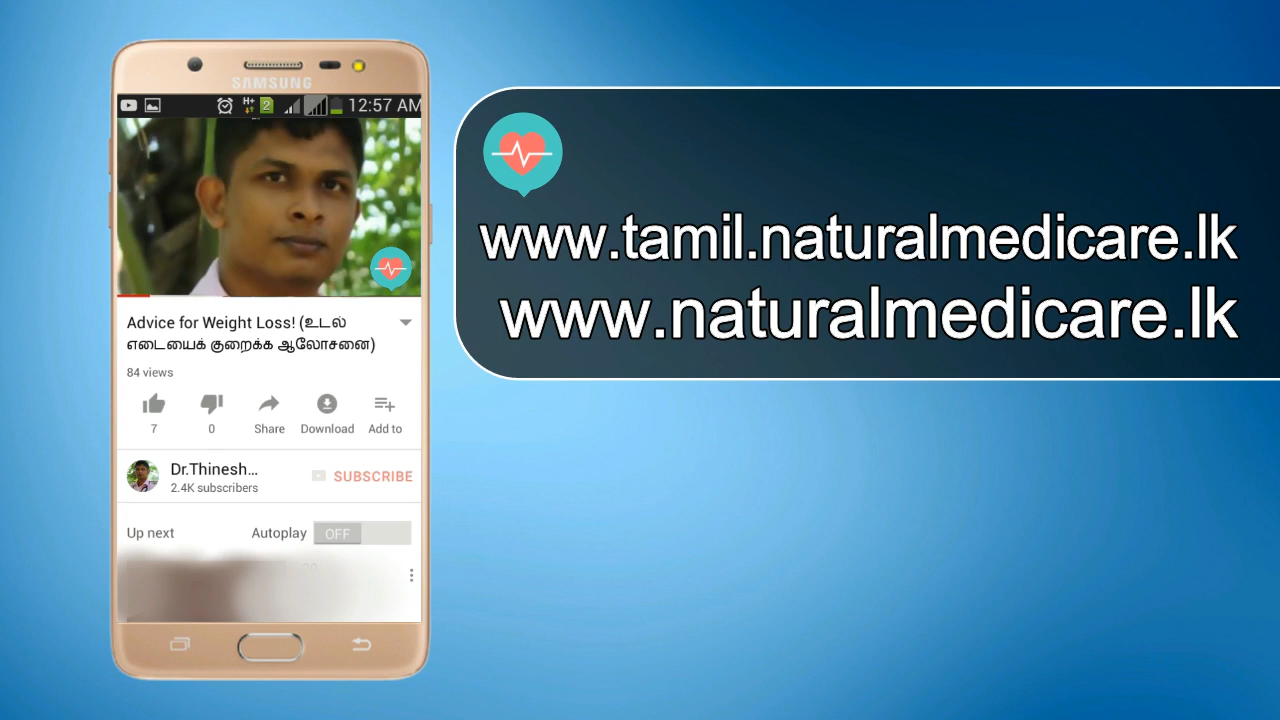 SAMSUNG
H+ 2 12:57 AM
Advice for Weight Loss! (உடல்
எடையைக் குறைக்க ஆலோசனை)
84 views
7 0 Share Download Add to
Dr.Thinesh...
SUBSCRIBE
2.4K subscribers
Up next Autoplay OFF
www.tamil.naturalmedicare.lk
www.naturalmedicare.lk